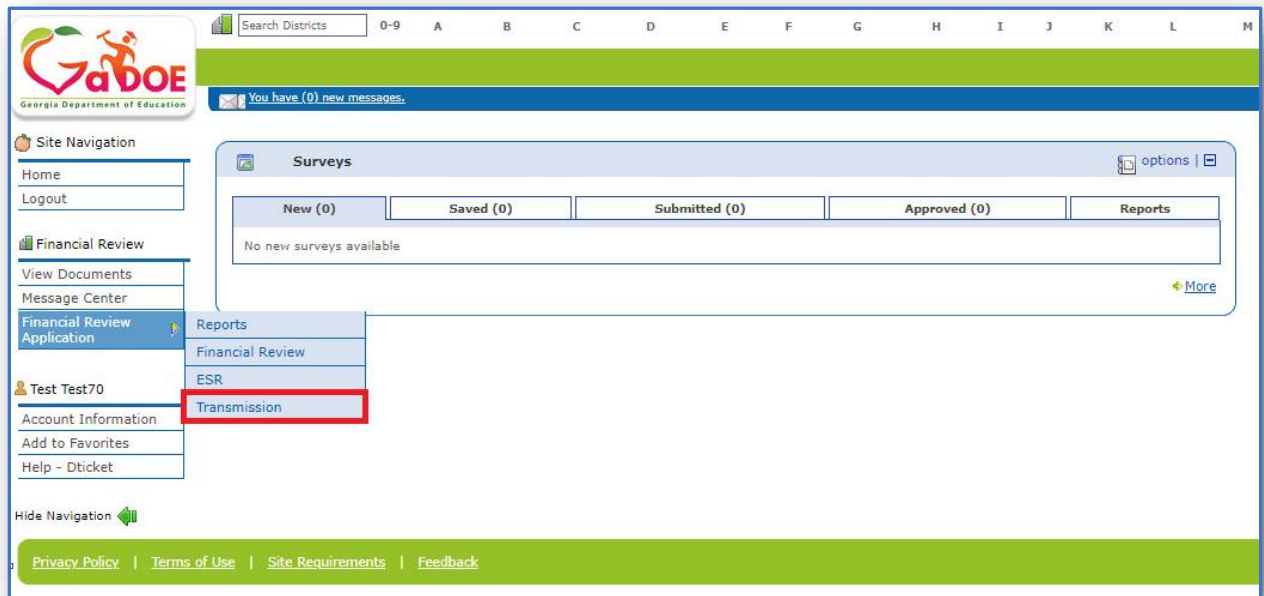 Search Districts 0-9 A B C D E F G H I J K L M
GaDOE
Georgia Department of Education
You have (0) new messages.
Site Navigation
Home
Logout
Surveys
options |
New (0) Saved (0) Submitted (0) Approved (0) Reports
No new surveys available
More
Financial Review
View Documents
Message Center
Financial Review
Application
Reports
Financial Review
ESR
Transmission
Test Test70
Account Information
Add to Favorites
Help - Dticket
Hide Navigation
Privacy Policy | Terms of Use | Site Requirements | Feedback